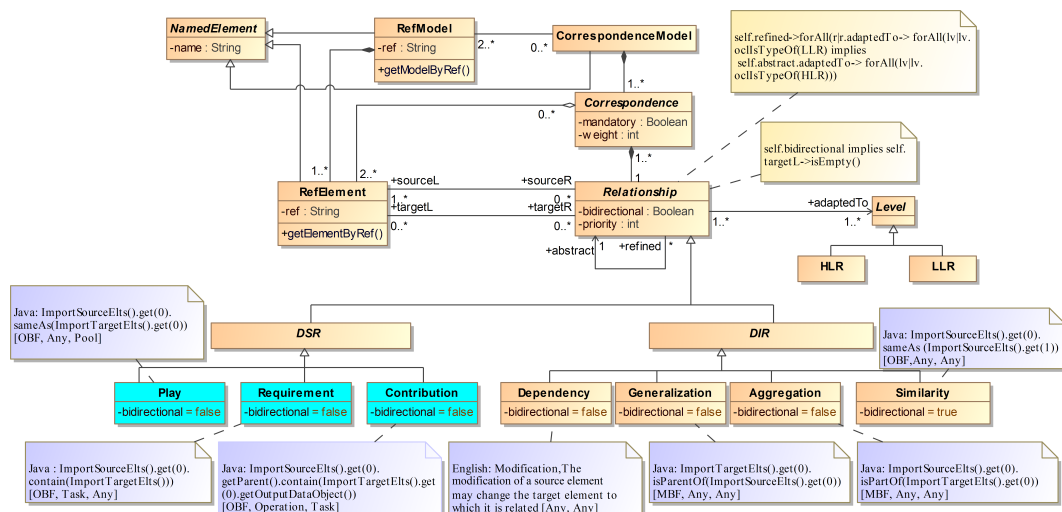 NamedElement
-name : String
RefModel
-ref : String
+getModelByRef()
2..*
0..*
CorrespondenceModel
1..*
Correspondence
-mandatory : Boolean
-weight : int
0..*
1..*
1
self.refined->forAll(r|r.adaptedTo-> forAll(lv|lv.
oclIsTypeOf(LLR) implies
self.abstract.adaptedTo-> forAll(lv|lv.
oclIsTypeOf(HLR)))
self.bidirectional implies self.
targetL->isEmpty()
1..*
2..*
RefElement
-ref : String
+getElementByRef()
+sourceL
1..*
+targetL
0..*
+sourceR
0..*
+targetR
0..*
Relationship
-bidirectional : Boolean
-priority : int
+abstract
1
+refined
*
1..*
+adaptedTo
1..*
Level
HLR
LLR
DSR
DIR
Java: ImportSourceElts().get(0).
sameAs(ImportTargetElts().get(0))
[OBF, Any, Pool]
Java: ImportSourceElts().get(0).
sameAs (ImportSourceElts().get(1))
[OBF,Any, Any]
Play
-bidirectional = false
Requirement
-bidirectional = false
Contribution
-bidirectional = false
Dependency
-bidirectional = false
Generalization
-bidirectional = false
Aggregation
-bidirectional = false
Similarity
-bidirectional = true
Java : ImportSourceElts().get(0).
contain(ImportTargetElts()))
[OBF, Task, Any]
Java: ImportSourceElts().get(0).
getParent().contain(ImportTargetElts().get
(0).getOutputDataObject())
[OBF, Operation, Task]
English: Modification,The
modification of a source element
may change the target element to
which it is related [Any, Any]
Java: ImportTargetElts().get(0).
isParentOf(ImportSourceElts().get(0))
[MBF, Any, Any]
Java: ImportSourceElts().get(0).
isPartOf(ImportTargetElts().get(0))
[MBF, Any, Any]